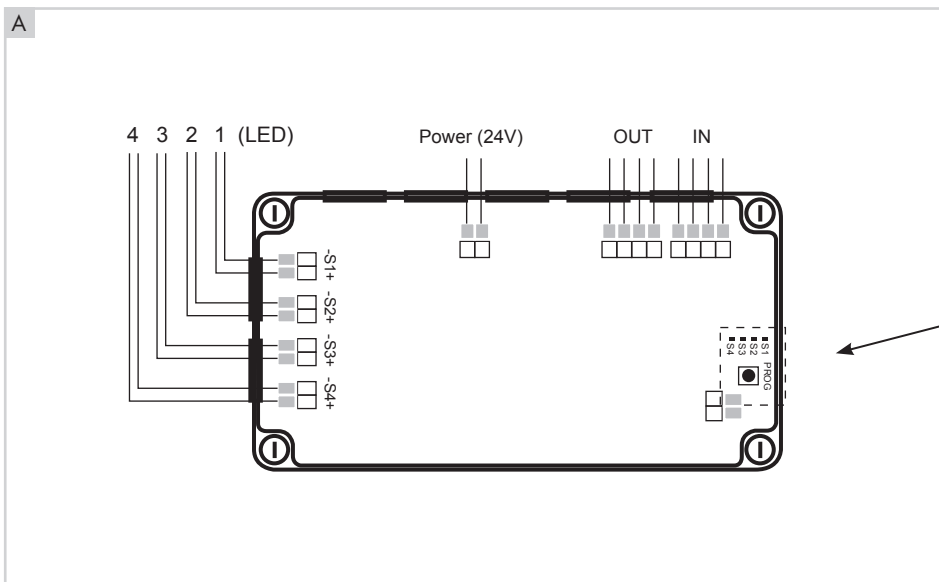 A
4 3 2 1 (LED) Power (24V) OUT IN
-S1+
-S2+
-S3+
-S4+
S1
S2
S3
S4
PROG